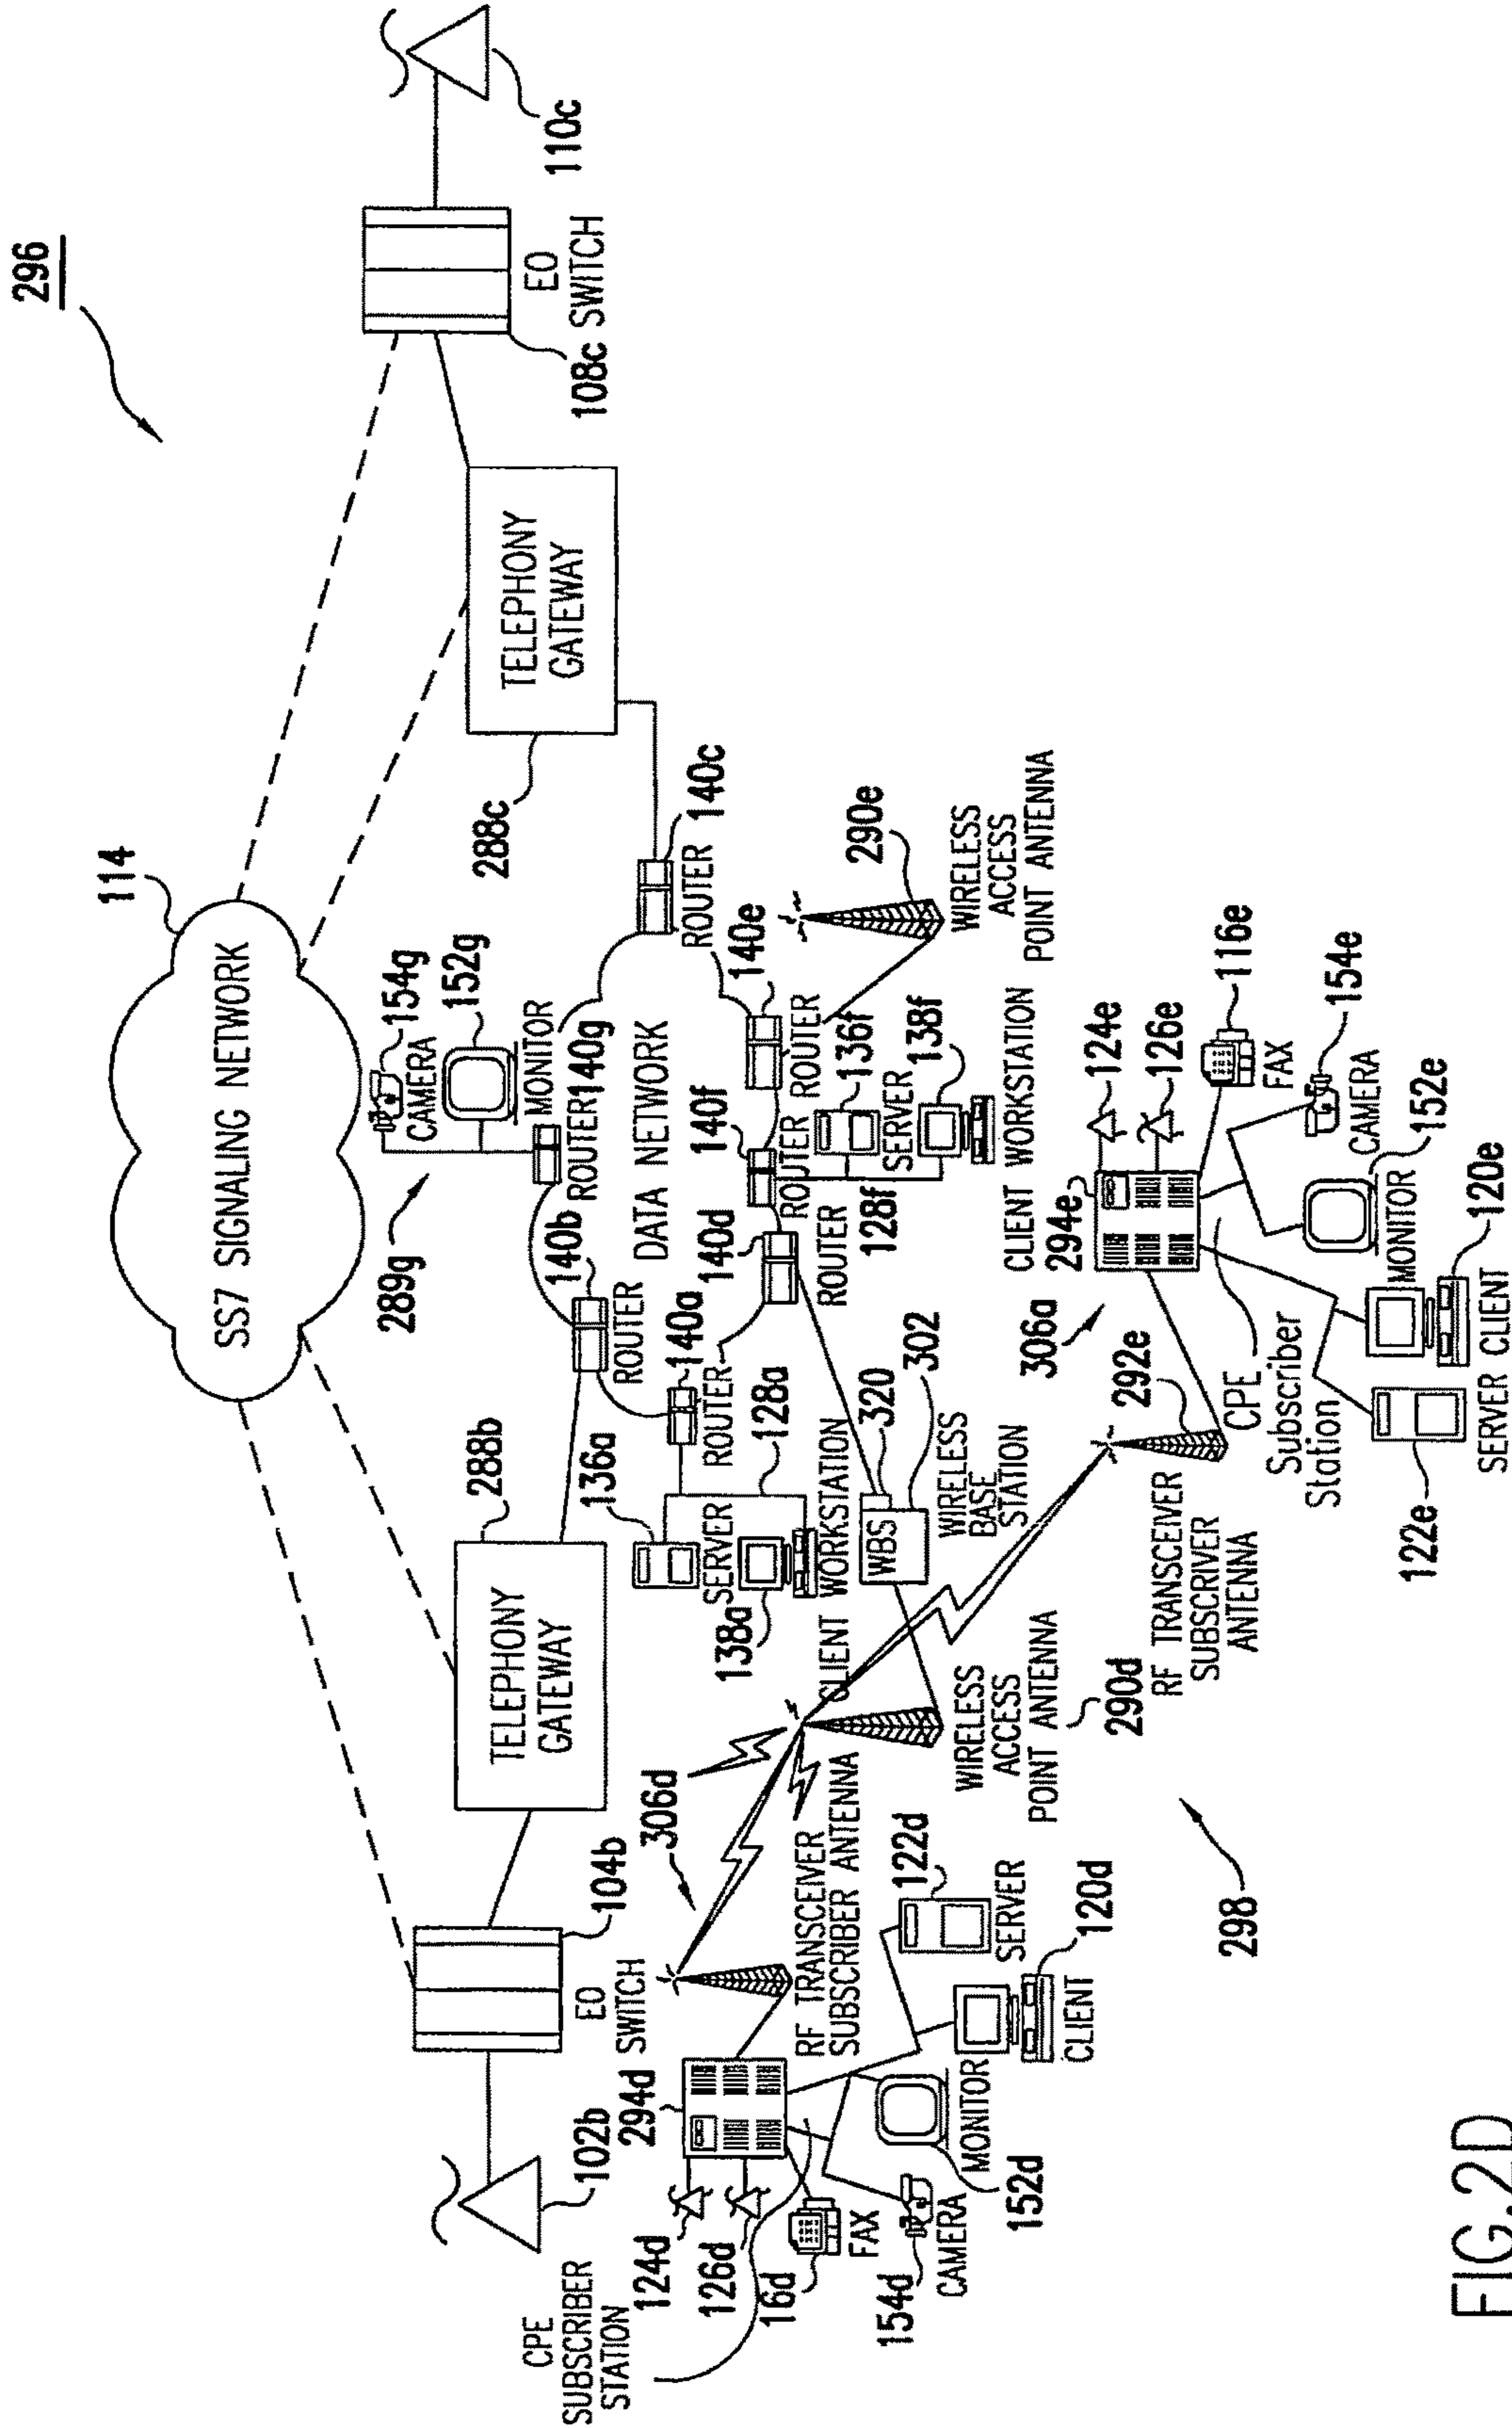 296
114
SS7 SIGNALING NETWORK
110c
EO
SWITCH
108c
TELEPHONY
GATEWAY
288c
154g
CAMERA
152g
MONITOR
289g
ROUTER
140g
140c
ROUTER
DATA NETWORK
140b
ROUTER
TELEPHONY
GATEWAY
288b
104b
EO
SWITCH
102b
140a
ROUTER
128a
136a
SERVER
138a
CLIENT WORKSTATION
140d
ROUTER
140f
ROUTER
128f
136f
SERVER
138f
CLIENT WORKSTATION
140e
ROUTER
290e
WIRELESS
ACCESS
POINT ANTENNA
320
302
WBS
WIRELESS
BASE
STATION
WIRELESS
ACCESS
POINT ANTENNA
290d
306d
RF TRANSCEIVER
SUBSCRIBER ANTENNA
294d
124d
126d
CPE
SUBSCRIBER
STATION
16d
FAX
154d
CAMERA
MONITOR
152d
122d
SERVER
120d
CLIENT
298
306a
292e
RF TRANSCEIVER
SUBSCRIVER
ANTENNA
294e
CPE
Subscriber
Station
124e
126e
116e
FAX
154e
CAMERA
152e
MONITOR
120e
CLIENT
122e
SERVER
FIG.2D